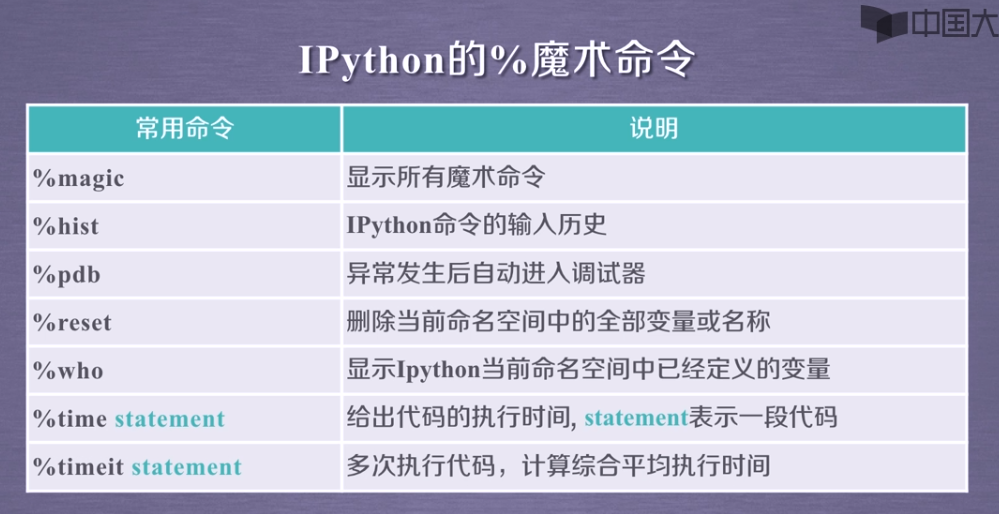 中国大
IPython的%魔术命令
常用命令 说明
%magic 显示所有魔术命令
%hist IPython命令的输入历史
%pdb 异常发生后自动进入调试器
%reset 删除当前命名空间中的全部变量或名称
%who 显示Ipython当前命名空间中已经定义的变量
%time statement 给出代码的执行时间, statement表示一段代码
%timeit statement 多次执行代码，计算综合平均执行时间